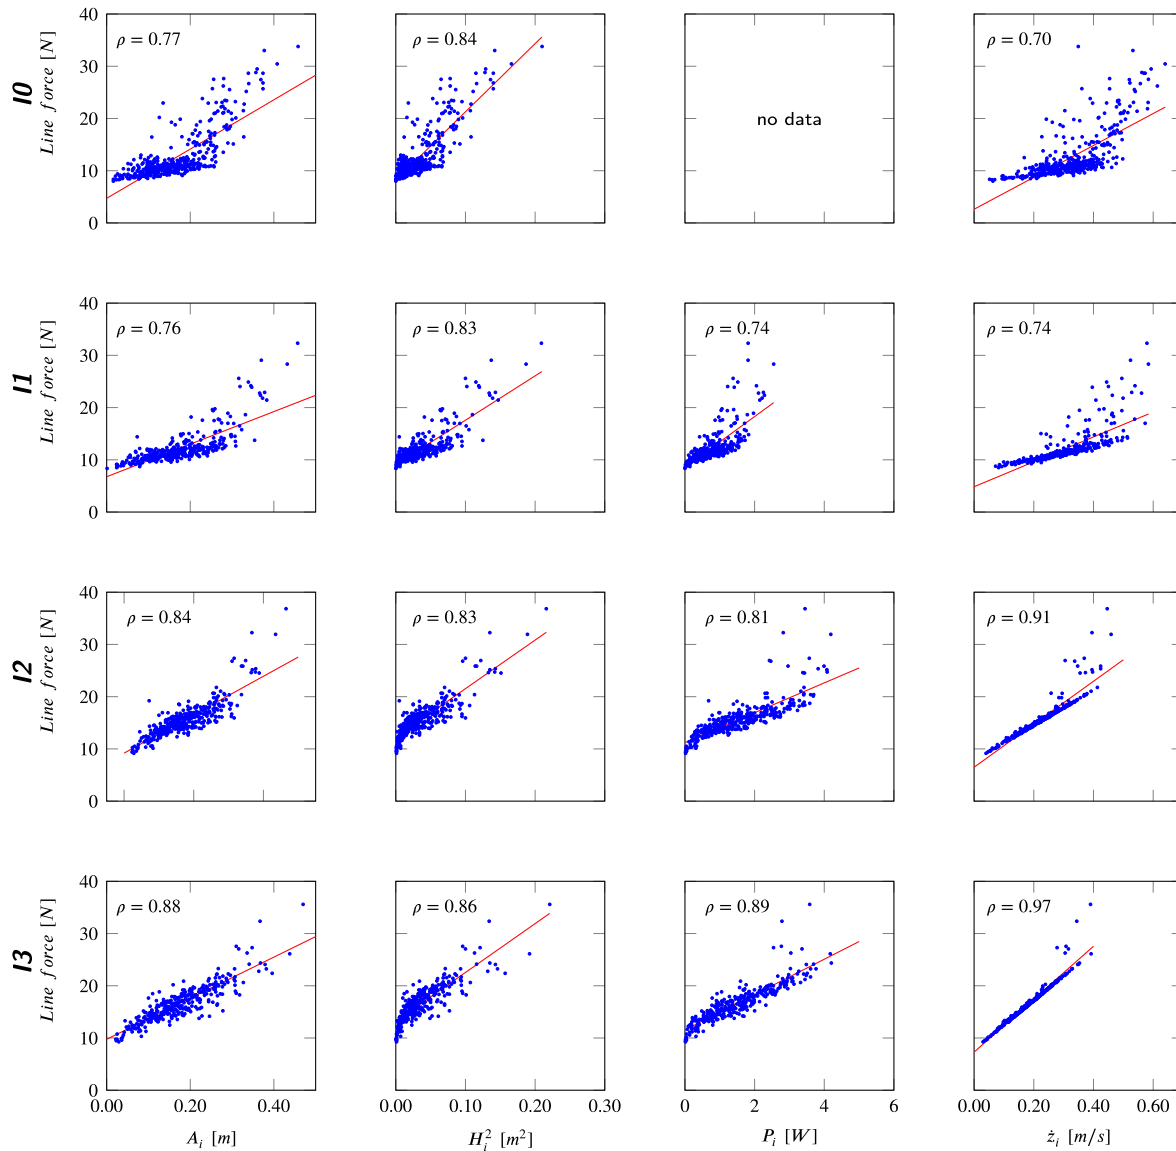 40
30
20
10
0
I0
Line force [N]
ρ = 0.77
ρ = 0.84
no data
ρ = 0.70
40
30
20
10
0
I1
Line force [N]
ρ = 0.76
ρ = 0.83
ρ = 0.74
ρ = 0.74
40
30
20
10
0
I2
Line force [N]
ρ = 0.84
ρ = 0.83
ρ = 0.81
ρ = 0.91
40
30
20
10
0
I3
Line force [N]
ρ = 0.88
ρ = 0.86
ρ = 0.89
ρ = 0.97
0.00 0.20 0.40
0.00 0.10 0.20 0.30
0 2 4 6
0.00 0.20 0.40 0.60
A_i [m]
H_i^2 [m^2]
P_i [W]
ż_i [m/s]